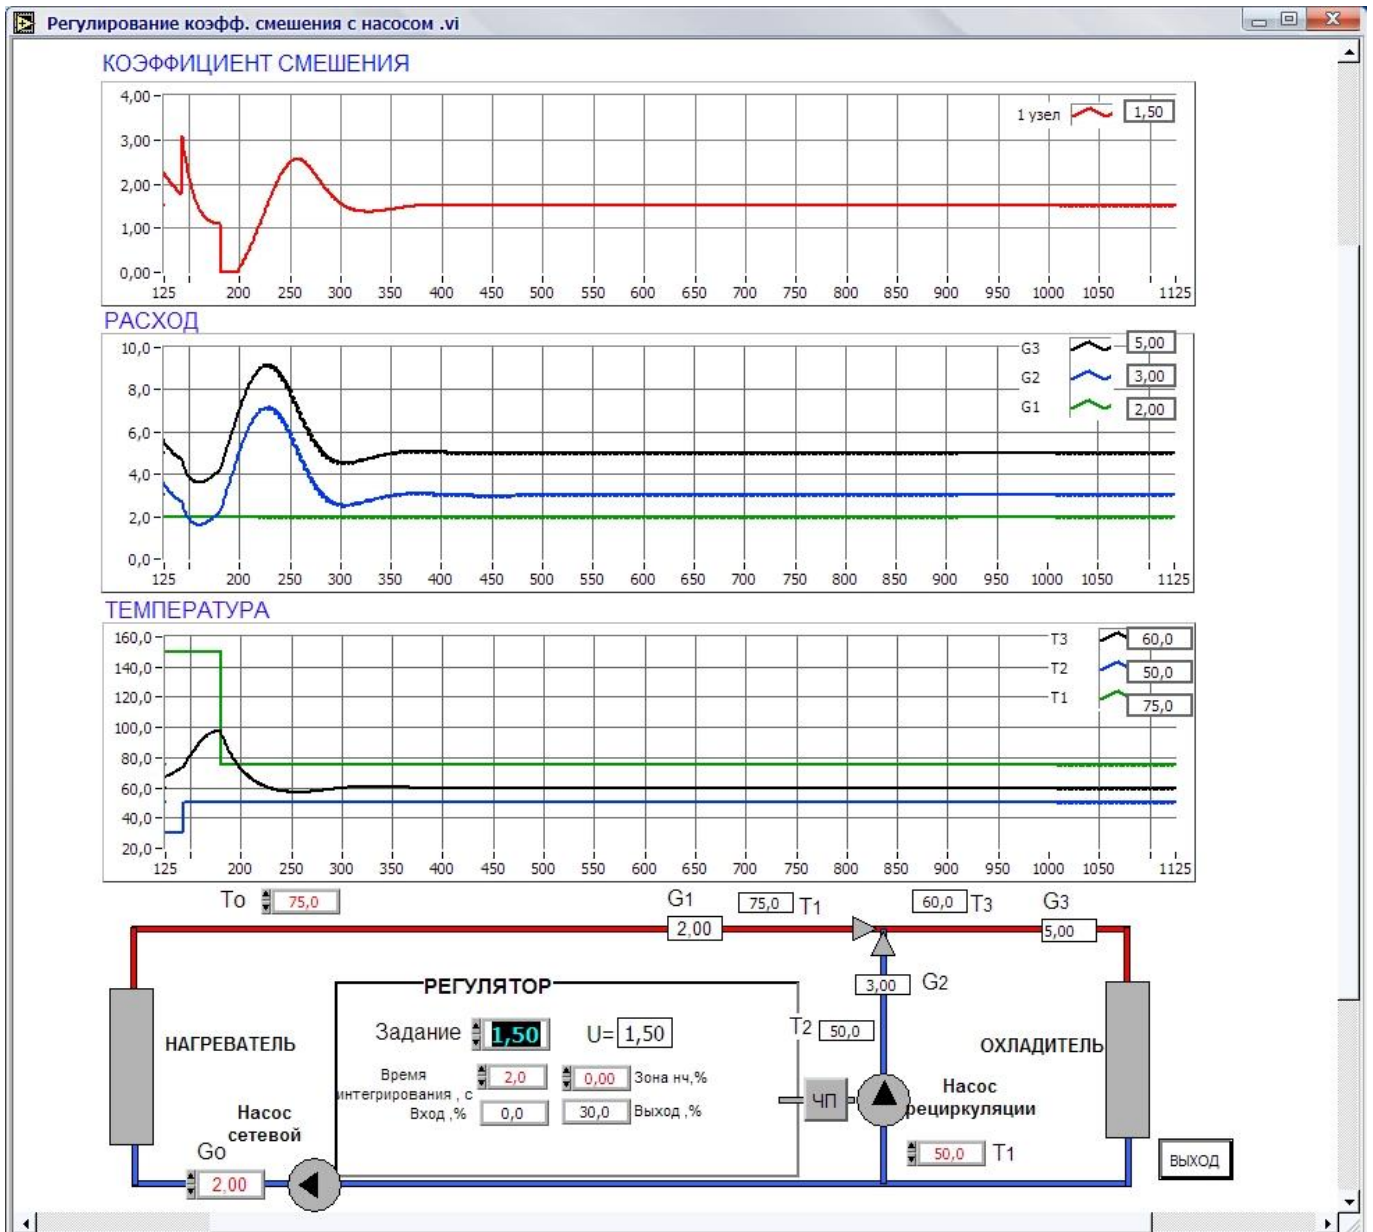 Регулирование коэфф. смешения с насосом .vi
КОЭФФИЦИЕНТ СМЕШЕНИЯ
4,00
3,00
2,00
1,00
0,00
1 узел 1,50
125 200 250 300 350 400 450 500 550 600 650 700 750 800 850 900 950 1000 1050 1125
РАСХОД
10,0
8,0
6,0
4,0
2,0
0,0
G3 5,00
G2 3,00
G1 2,00
125 200 250 300 350 400 450 500 550 600 650 700 750 800 850 900 950 1000 1050 1125
ТЕМПЕРАТУРА
160,0
140,0
120,0
100,0
80,0
60,0
40,0
20,0
T3 60,0
T2 50,0
T1 75,0
125 200 250 300 350 400 450 500 550 600 650 700 750 800 850 900 950 1000 1050 1125
To 75,0
G1
75,0 T1
60,0 T3
G3
2,00
5,00
РЕГУЛЯТОР
3,00 G2
Задание 1,50 U= 1,50
T2 50,0
НАГРЕВАТЕЛЬ
ОХЛАДИТЕЛЬ
Время
интегрирования , с
2,0
0,00 Зона нч,%
Вход ,% 0,0
30,0 Выход ,%
ЧП
Насос
рециркуляции
Насос
сетевой
Go
2,00
50,0 T1
ВЫХОД